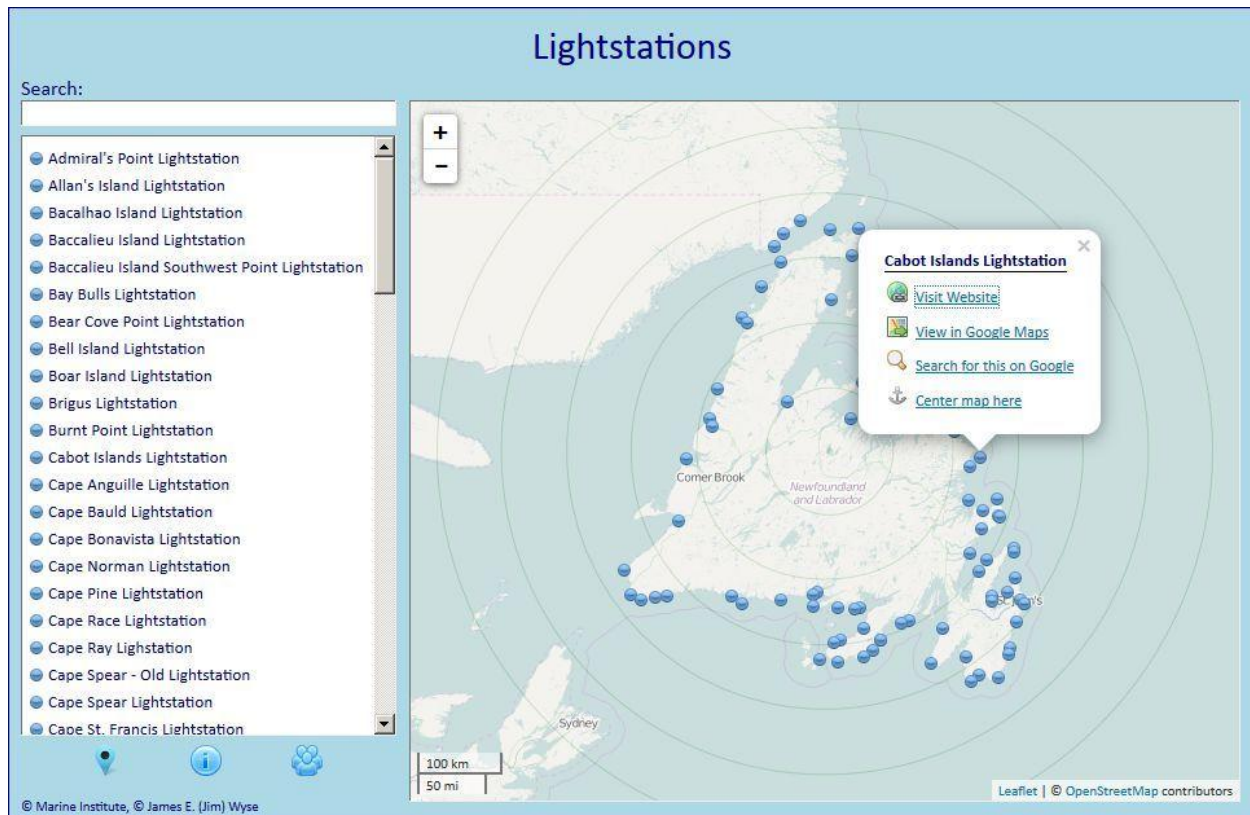 Lightstations
Search:
Admiral's Point Lightstation
Allan's Island Lightstation
Bacalhao Island Lightstation
Baccalieu Island Lightstation
Baccalieu Island Southwest Point Lightstation
Bay Bulls Lightstation
Bear Cove Point Lightstation
Bell Island Lightstation
Boar Island Lightstation
Brigus Lightstation
Burnt Point Lightstation
Cabot Islands Lightstation
Cape Anguille Lightstation
Cape Bauld Lightstation
Cape Bonavista Lightstation
Cape Norman Lightstation
Cape Pine Lightstation
Cape Race Lightstation
Cape Ray Lighstation
Cape Spear - Old Lightstation
Cape Spear Lightstation
Cape St. Francis Lightstation
© Marine Institute, © James E. (Jim) Wyse
+
−
Cabot Islands Lightstation
Visit Website
View in Google Maps
Search for this on Google
Center map here
Corner Brook
Newfoundland
and Labrador
Sydney
100 km
50 mi
Leaflet | © OpenStreetMap contributors